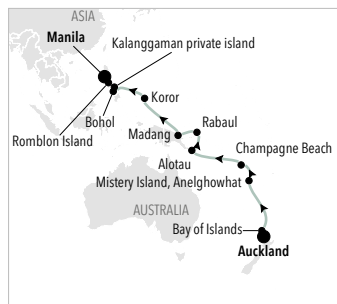 ASIA
Manila
Kalanggaman private island
Koror
Romblon Island
Bohol
Madang
Rabaul
Alotau
Champagne Beach
Mistery Island, Anelghowhat
AUSTRALIA
Bay of Islands
Auckland